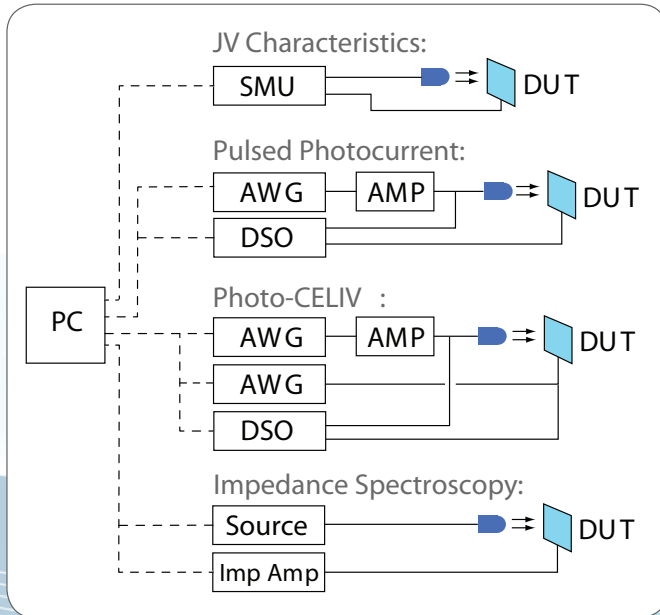 JV Characteristics:
SMU
DUT
Pulsed Photocurrent:
AWG
AMP
DUT
DSO
PC
Photo-CELIV :
AWG
AMP
DUT
AWG
DSO
Impedance Spectroscopy:
Source
DUT
Imp Amp